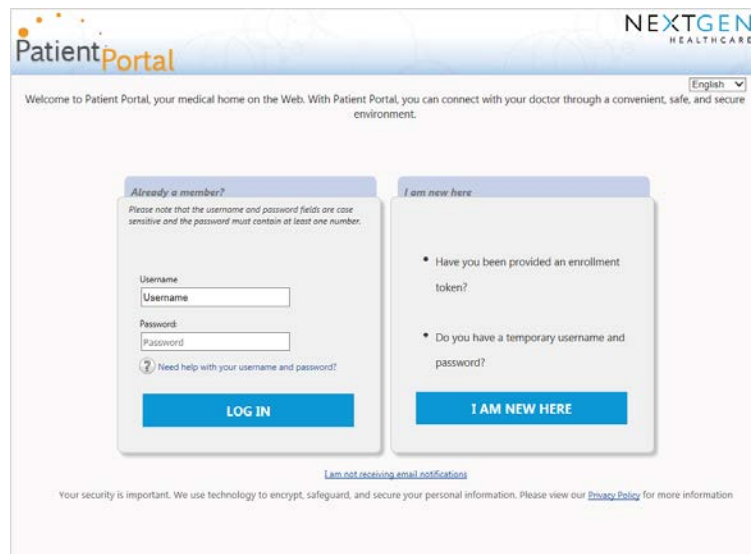 NEXTGEN
HEALTHCARE
PatientPortal
English
Welcome to Patient Portal, your medical home on the Web. With Patient Portal, you can connect with your doctor through a convenient, safe, and secure
environment.
Already a member?
Please note that the username and password fields are case
sensitive and the password must contain at least one number.
Username
Username
Password:
Password
? Need help with your username and password?
LOG IN
I am new here
• Have you been provided an enrollment
token?
• Do you have a temporary username and
password?
I AM NEW HERE
I am not receiving email notifications
Your security is important. We use technology to encrypt, safeguard, and secure your personal information. Please view our Privacy Policy for more information